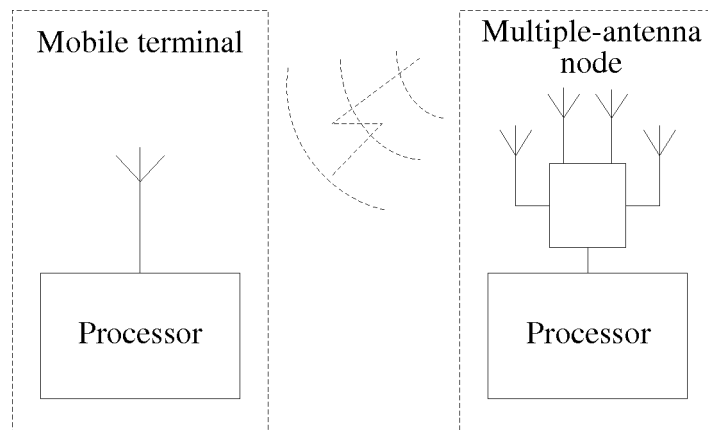 Mobile terminal
Multiple-antenna
node
Processor
Processor